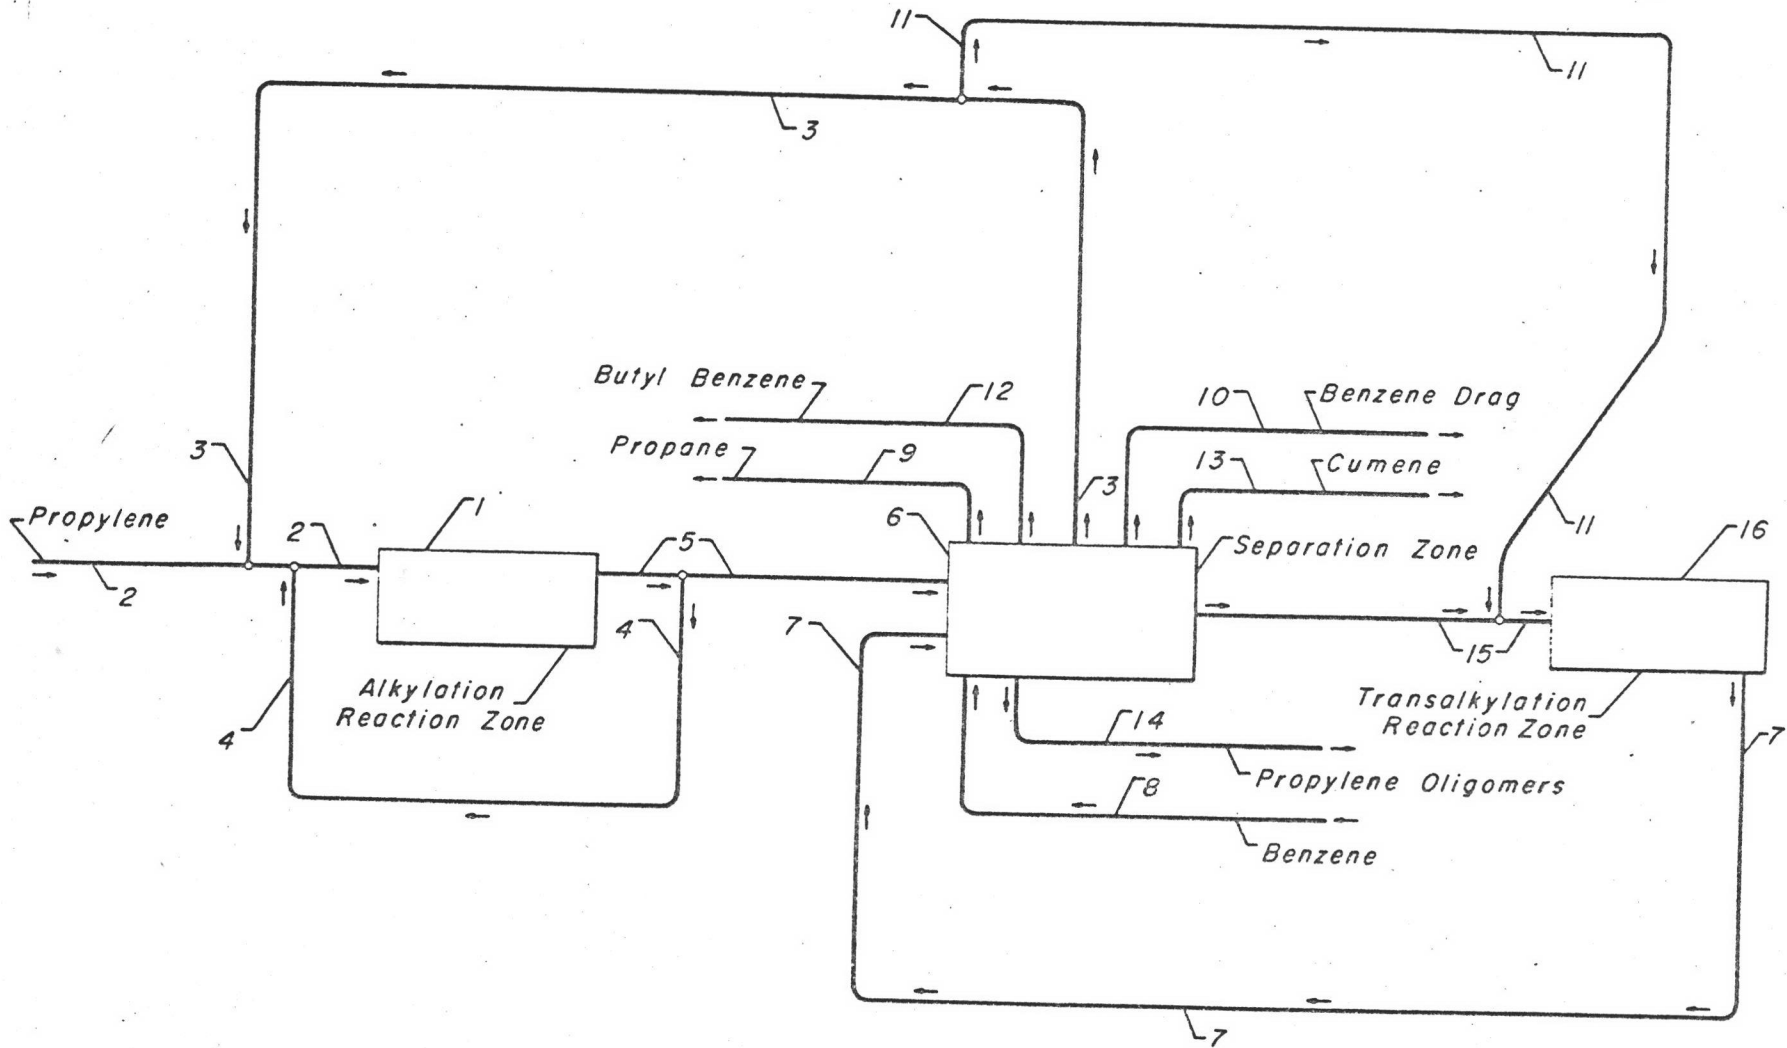 11
11
3
Butyl Benzene
12
10
Benzene Drag
Propane
9
13
Cumene
3
3
Propylene
2
1
5
6
Separation Zone
11
16
2
4
7
15
Alkylation
Reaction Zone
Transalkylation
Reaction Zone
4
14
7
Propylene Oligomers
8
Benzene
7